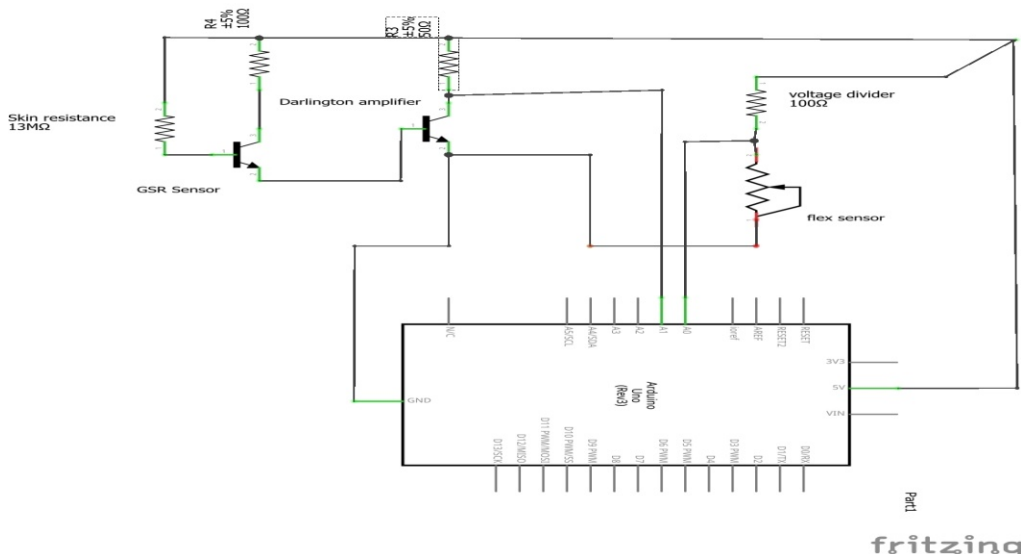 R4
±5%
100Ω
R3
±5%
50Ω
Darlington amplifier
voltage divider
100Ω
Skin resistance
13MΩ
GSR Sensor
flex sensor
N/C
A5/SCL
A4/SDA
A3
A2
A1
A0
ioref
AREF
RESET2
RESET
3V3
5V
VIN
GND
Arduino
Uno
(Rev3)
D13/SCK
D12/MISO
D11 PWM/MOSI
D10 PWM/SS
D9 PWM
D8
D7
D6 PWM
D5 PWM
D4
D3 PWM
D2
D1/TX
D0/RX
Part1
fritzing